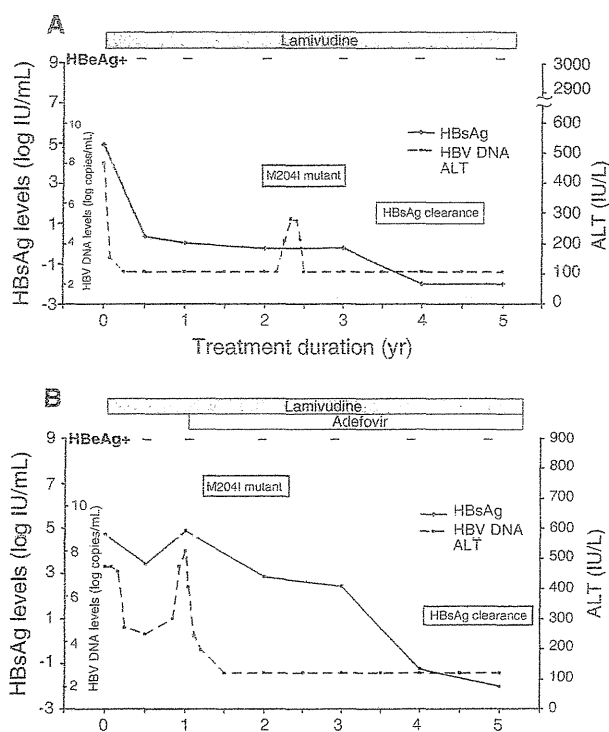 A
Lamivudine
HBeAg+ – – – – – –
9
7
5
3
1
-1
-3
HBsAg levels (log IU/mL)
10
8
6
4
2
HBV DNA levels (log copies/mL)
3000
2900
600
500
400
300
200
100
0
ALT (IU/L)
HBsAg
HBV DNA
ALT
M204I mutant
HBsAg clearance
0 1 2 3 4 5
Treatment duration (yr)
B
Lamivudine
Adefovir
HBeAg+ – – – – – –
9
7
5
3
1
-1
-3
HBsAg levels (log IU/mL)
10
8
6
4
2
HBV DNA levels (log copies/mL)
900
800
700
600
500
400
300
200
100
0
ALT (IU/L)
M204I mutant
HBsAg
HBV DNA
ALT
HBsAg clearance
0 1 2 3 4 5